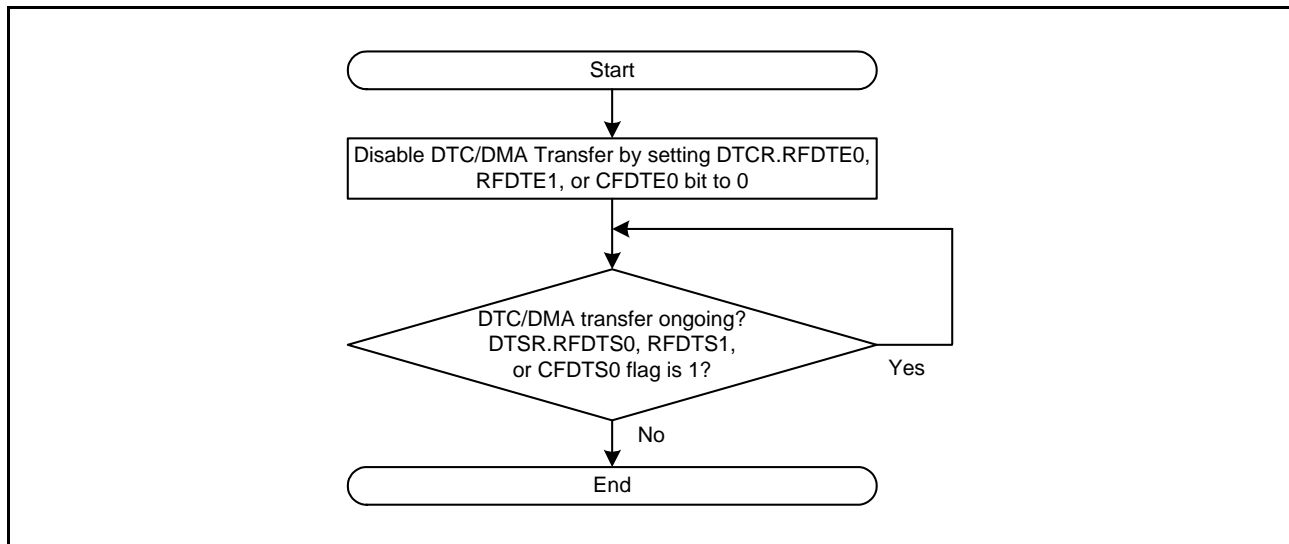 Start
Disable DTC/DMA Transfer by setting DTCR.RFDTE0,
RFDTE1, or CFDTE0 bit to 0
DTC/DMA transfer ongoing?
DTSR.RFDTS0, RFDTS1,
or CFDTS0 flag is 1?
Yes
No
End